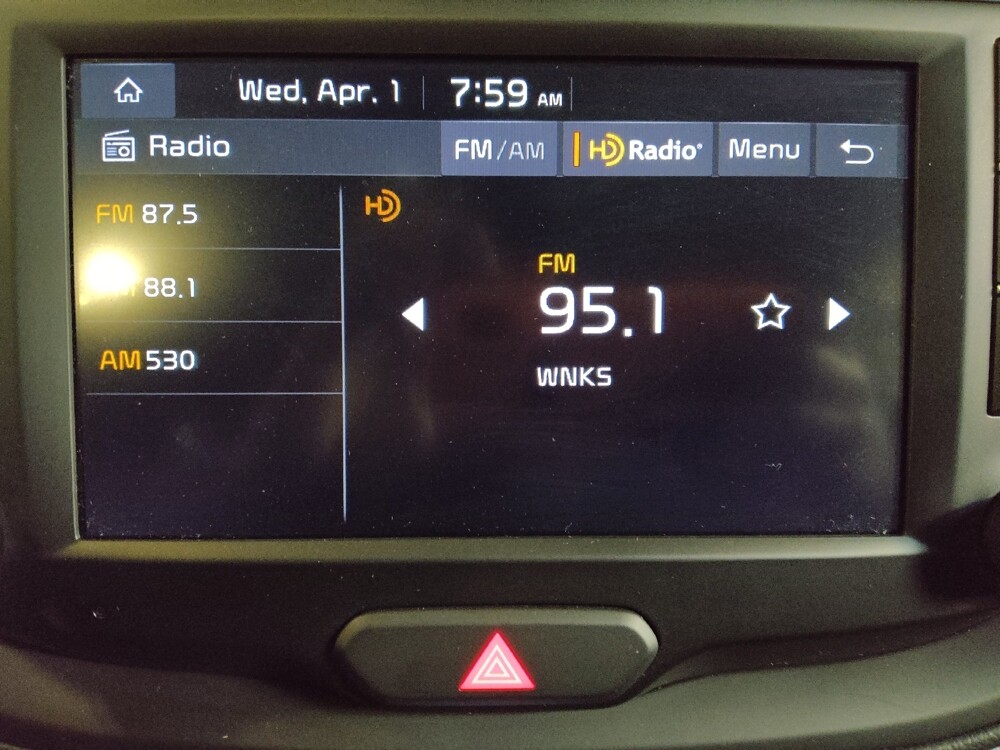 Wed, Apr. 1 7:59 AM
Radio FM/AM HD Radio® Menu
FM 87.5
88.1
AM 530
HD
FM
95.1
WNKS